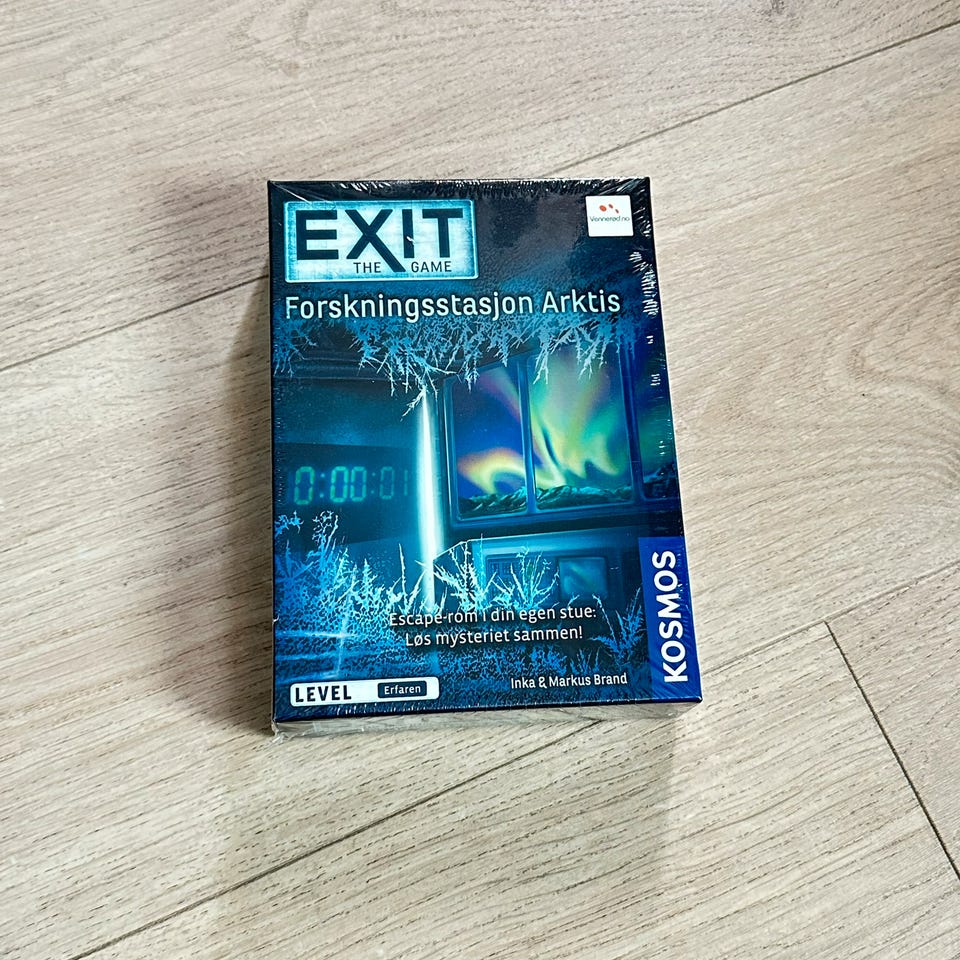 EXIT
THE GAME
Vennerød.no
Forskningsstasjon Arktis
0:00:01
Escape-rom i din egen stue:
Løs mysteriet sammen!
KOSMOS
Inka & Markus Brand
LEVEL Erfaren